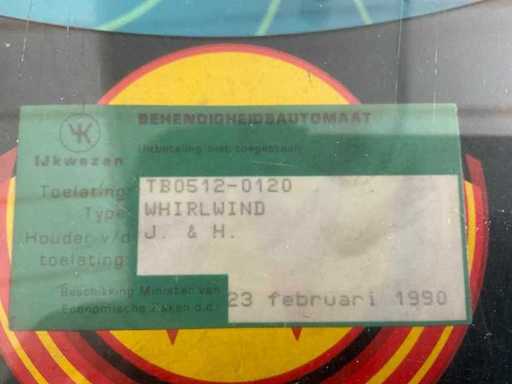 BEHENDIGHEIDSAUTOMAAT
IJkwezen
Uitbetaling niet toegestaan
Toelating: TB0512-0120
Type: WHIRLWIND
Houder v/d J. & H.
toelating:
Beschikking Minister van
Economische Zaken d.d. 23 februari 1990